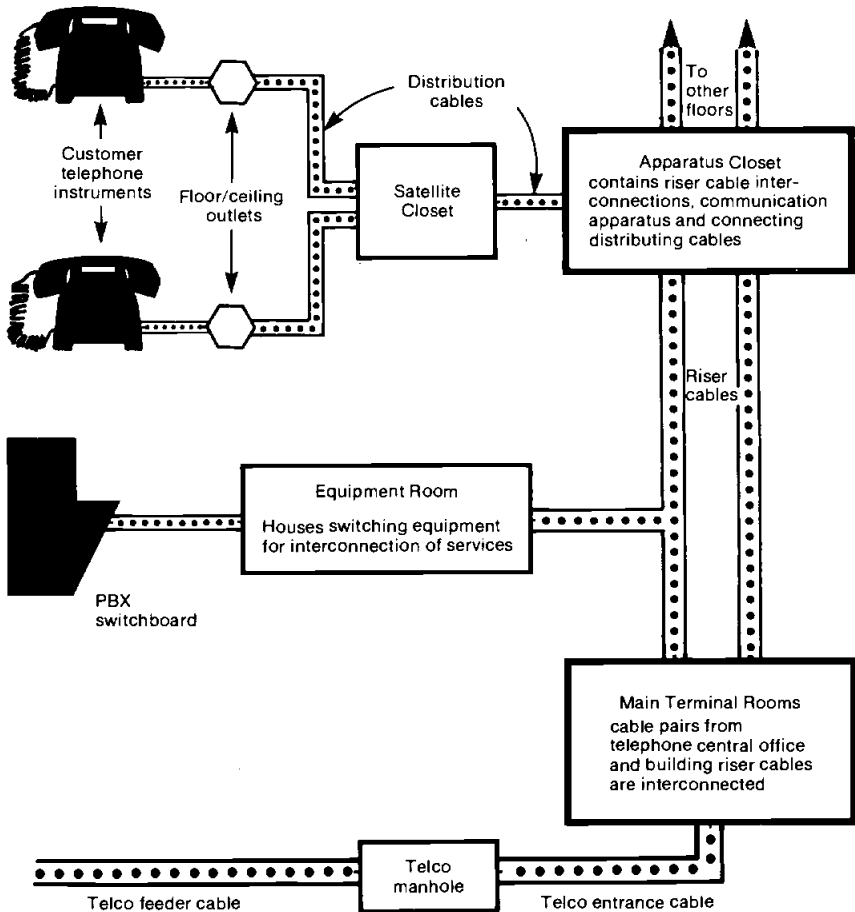 To
other
floors
Distribution
cables
Customer
telephone
instruments
Floor/ceiling
outlets
Satellite
Closet
Apparatus Closet
contains riser cable inter-
connections, communication
apparatus and connecting
distributing cables
Riser
cables
Equipment Room
Houses switching equipment
for interconnection of services
PBX
switchboard
Main Terminal Rooms
cable pairs from
telephone central office
and building riser cables
are interconnected
Telco
manhole
Telco feeder cable
Telco entrance cable